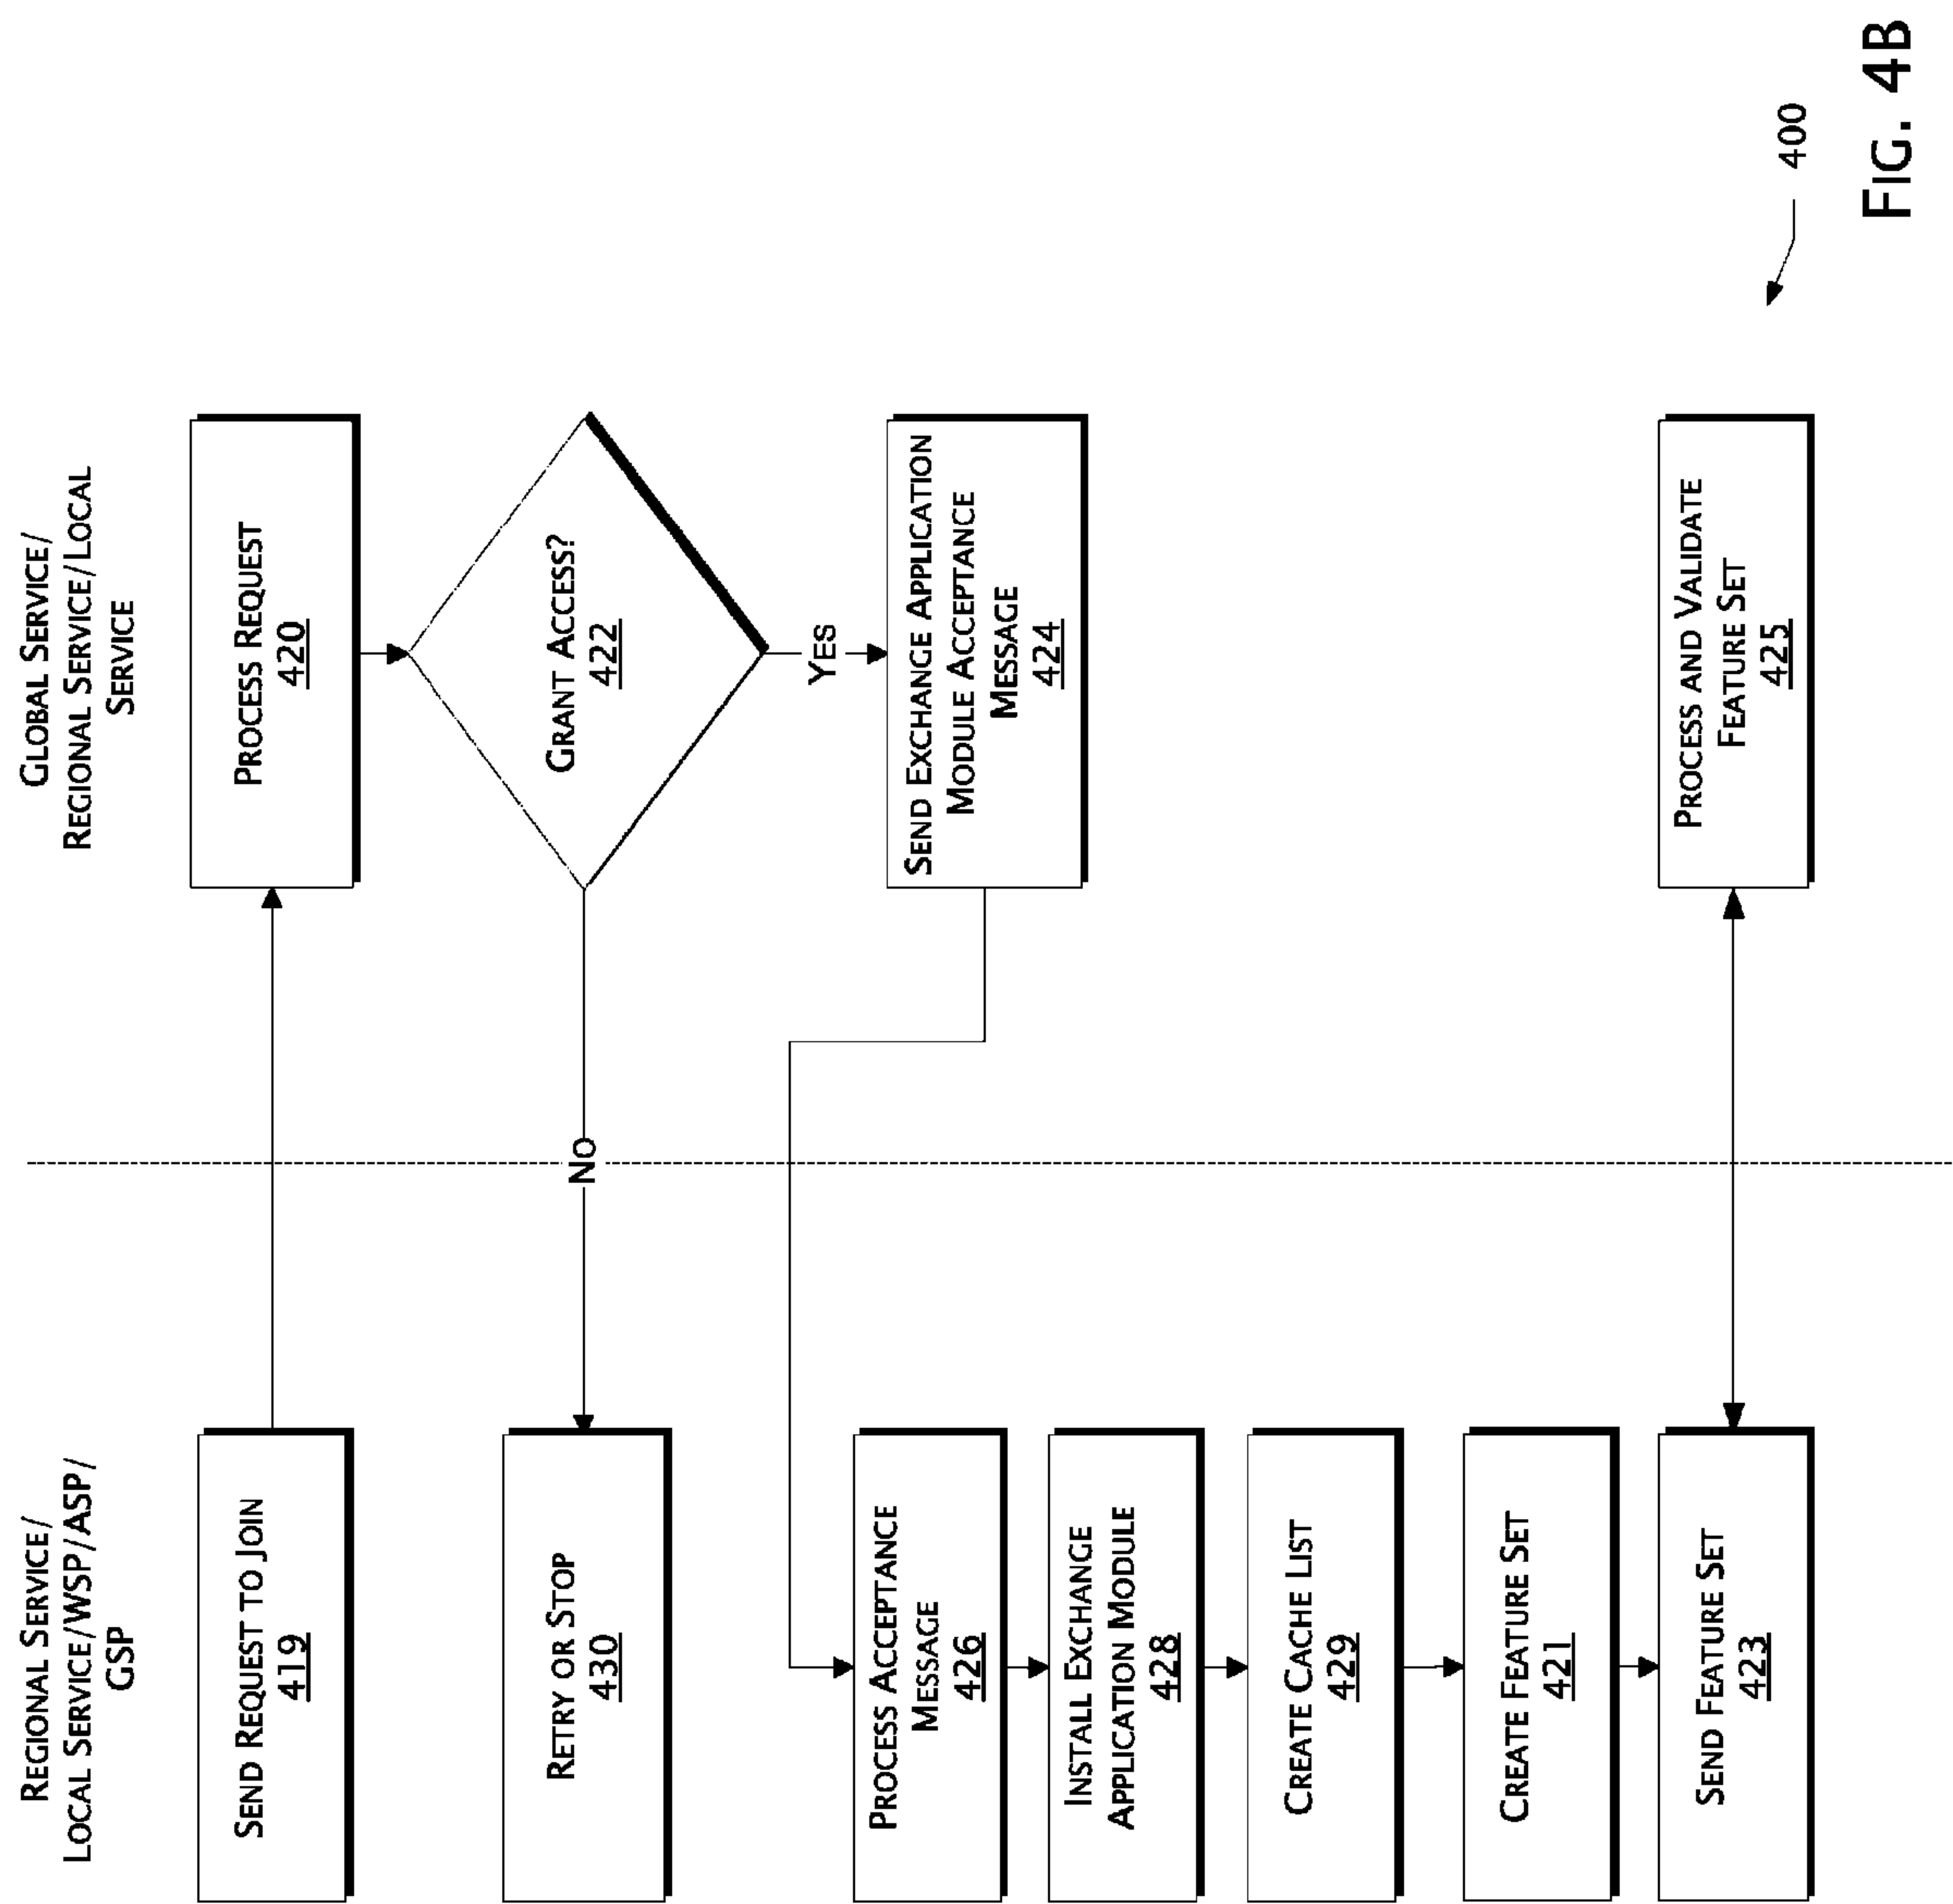 REGIONAL SERVICE/
LOCAL SERVICE/WSP/ASP/
GSP
GLOBAL SERVICE/
REGIONAL SERVICE/LOCAL
SERVICE
SEND REQUEST TO JOIN
419
PROCESS REQUEST
420
GRANT ACCESS?
422
NO
RETRY OR STOP
430
YES
SEND EXCHANGE APPLICATION
MODULE ACCEPTANCE
MESSAGE
424
PROCESS ACCEPTANCE
MESSAGE
426
INSTALL EXCHANGE
APPLICATION MODULE
428
CREATE CACHE LIST
429
CREATE FEATURE SET
421
SEND FEATURE SET
423
PROCESS AND VALIDATE
FEATURE SET
425
400
FIG. 4B